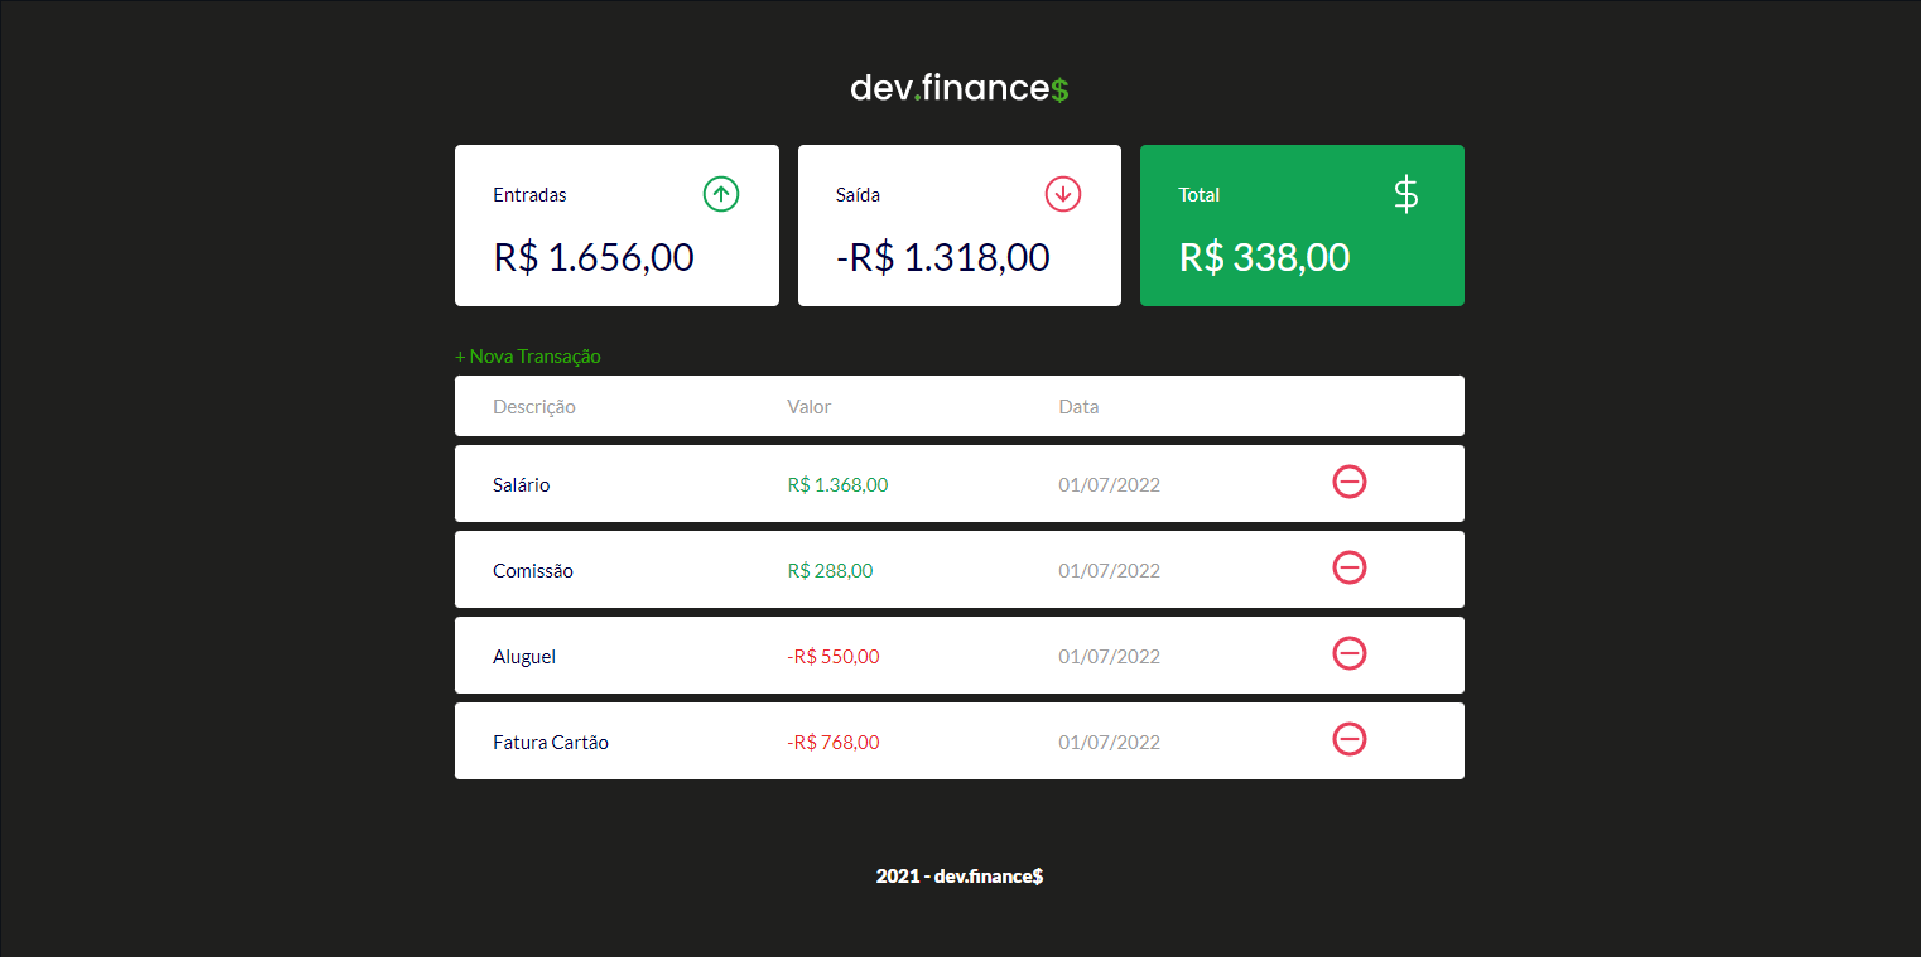 dev.finance$
Entradas
R$ 1.656,00
Saída
-R$ 1.318,00
Total
$
R$ 338,00
+ Nova Transação
Descrição Valor Data
Salário R$ 1.368,00 01/07/2022
Comissão R$ 288,00 01/07/2022
Aluguel -R$ 550,00 01/07/2022
Fatura Cartão -R$ 768,00 01/07/2022
2021 - dev.finance$